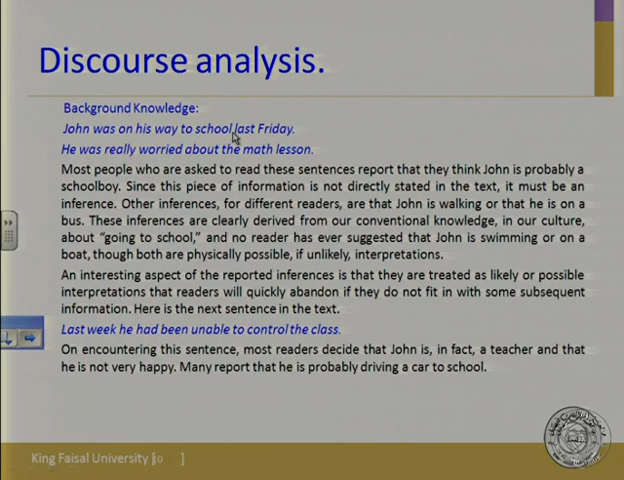 Discourse analysis.
Background Knowledge:
John was on his way to school last Friday.
He was really worried about the math lesson.
Most people who are asked to read these sentences report that they think John is probably a
schoolboy. Since this piece of information is not directly stated in the text, it must be an
inference. Other inferences, for different readers, are that John is walking or that he is on a
bus. These inferences are clearly derived from our conventional knowledge, in our culture,
about “going to school,” and no reader has ever suggested that John is swimming or on a
boat, though both are physically possible, if unlikely, interpretations.
An interesting aspect of the reported inferences is that they are treated as likely or possible
interpretations that readers will quickly abandon if they do not fit in with some subsequent
information. Here is the next sentence in the text.
Last week he had been unable to control the class.
On encountering this sentence, most readers decide that John is, in fact, a teacher and that
he is not very happy. Many report that he is probably driving a car to school.
King Faisal University [ ]